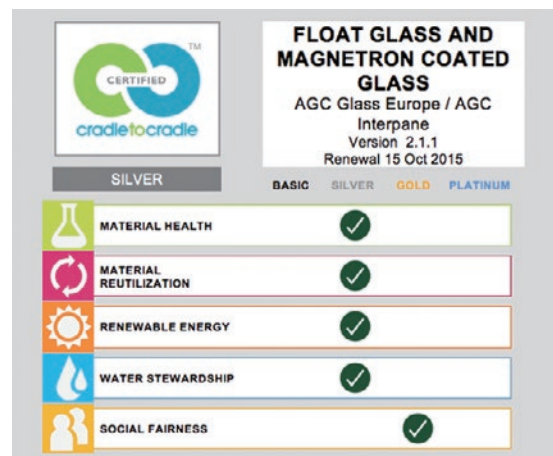 TM
CERTIFIED
cradletocradle
SILVER
FLOAT GLASS AND
MAGNETRON COATED
GLASS
AGC Glass Europe / AGC
Interpane
Version 2.1.1
Renewal 15 Oct 2015
BASIC SILVER GOLD PLATINUM
MATERIAL HEALTH
MATERIAL
REUTILIZATION
RENEWABLE ENERGY
WATER STEWARDSHIP
SOCIAL FAIRNESS